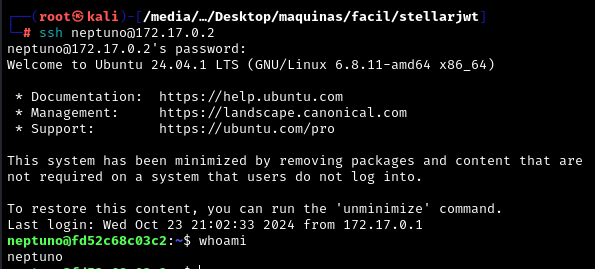 ┌──(root㉿kali)-[/media/…/Desktop/maquinas/facil/stellarjwt]
└─# ssh neptuno@172.17.0.2
neptuno@172.17.0.2's password:
Welcome to Ubuntu 24.04.1 LTS (GNU/Linux 6.8.11-amd64 x86_64)
* Documentation:  https://help.ubuntu.com
* Management:     https://landscape.canonical.com
* Support:        https://ubuntu.com/pro
This system has been minimized by removing packages and content that are
not required on a system that users do not log into.
To restore this content, you can run the 'unminimize' command.
Last login: Wed Oct 23 21:02:33 2024 from 172.17.0.1
neptuno@fd52c68c03c2:~$ whoami
neptuno